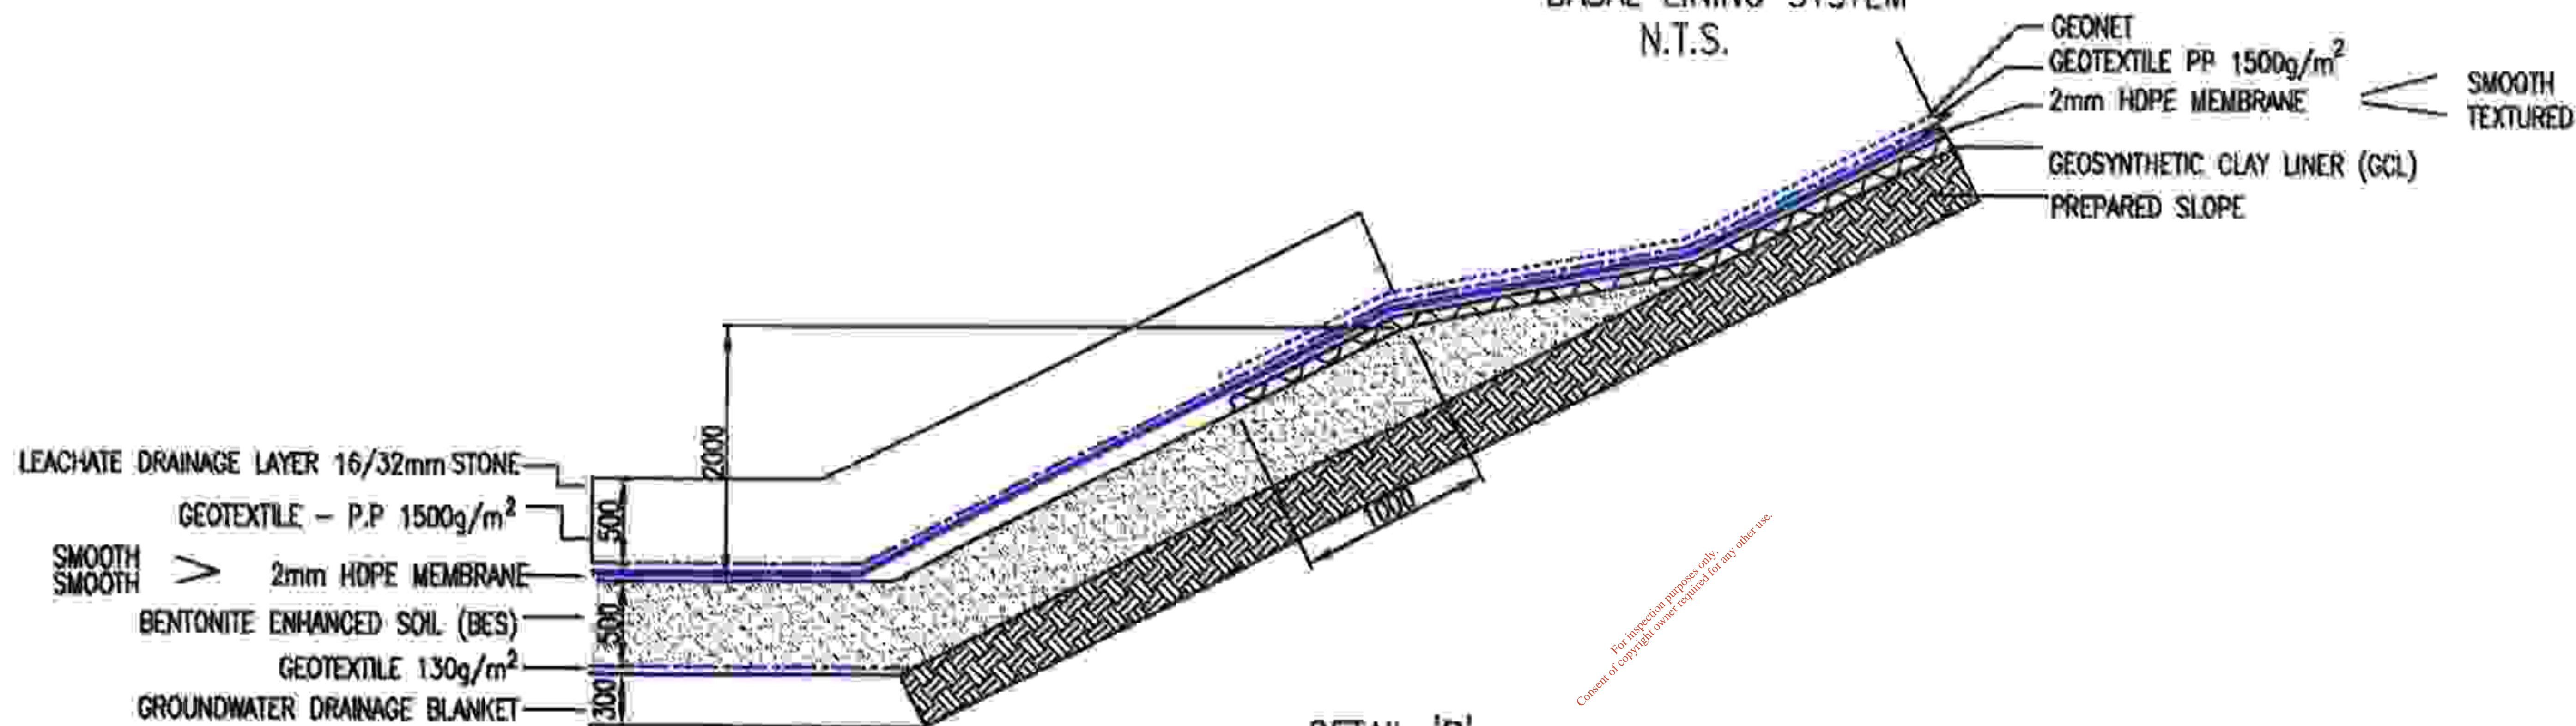 BASAL LINING SYSTEM
N.T.S.
GEONET
GEOTEXTILE PP 1500g/m²
2mm HDPE MEMBRANE
SMOOTH
TEXTURED
GEOSYNTHETIC CLAY LINER (GCL)
PREPARED SLOPE
2000
1000
LEACHATE DRAINAGE LAYER 16/32mm STONE
500
GEOTEXTILE - P.P 1500g/m²
SMOOTH
SMOOTH
2mm HDPE MEMBRANE
BENTONITE ENHANCED SOIL (BES)
500
GEOTEXTILE 130g/m²
GROUNDWATER DRAINAGE BLANKET
300
For inspection purposes only.
Consent of copyright owner required for any other use.